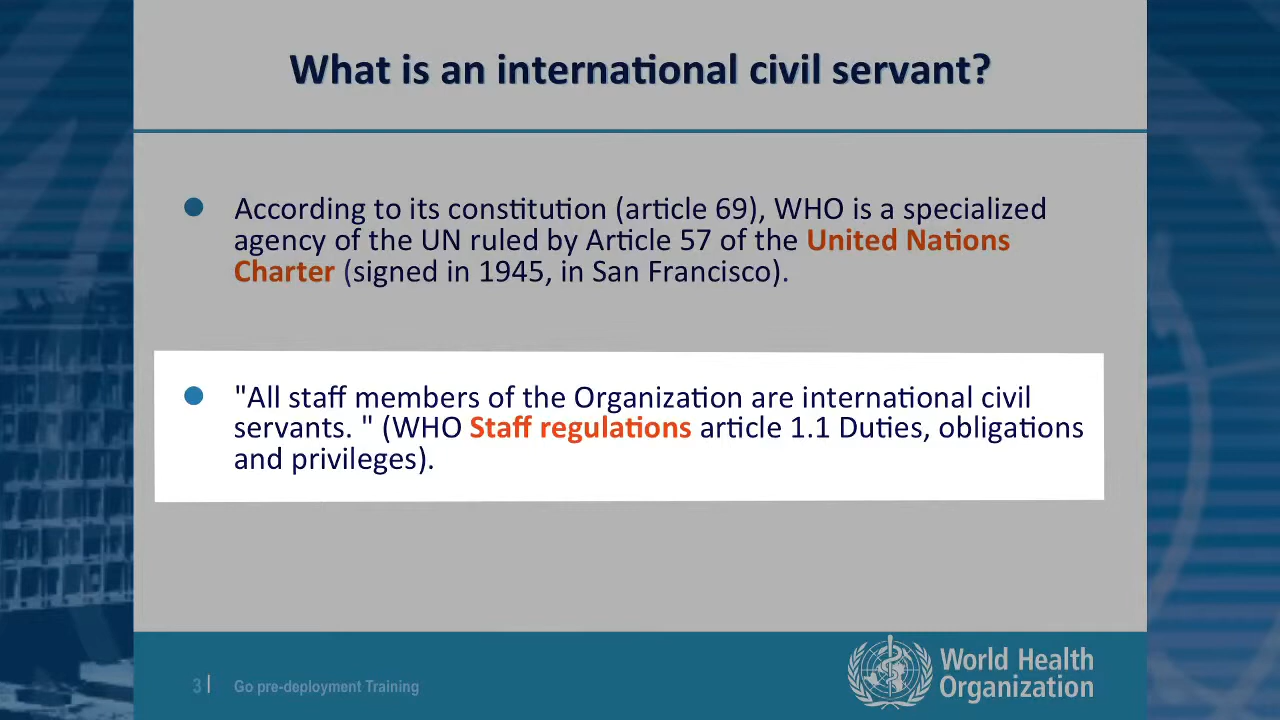 What is an international civil servant?
According to its constitution (article 69), WHO is a specialized
agency of the UN ruled by Article 57 of the United Nations
Charter (signed in 1945, in San Francisco).
"All staff members of the Organization are international civil
servants. " (WHO Staff regulations article 1.1 Duties, obligations
and privileges).
3 | Go pre-deployment Training
World Health
Organization